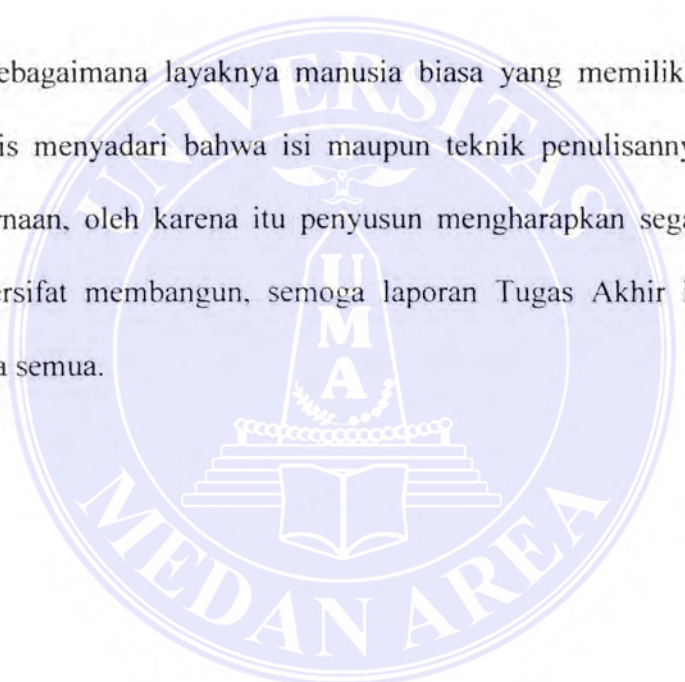 ebagaimana layaknya manusia biasa yang memilik
is menyadari bahwa isi maupun teknik penulisanny
rnaan, oleh karena itu penyusun mengharapkan sega
ersifat membangun, semoga laporan Tugas Akhir i
a semua.
UNIVERSITAS
UMA
MEDAN AREA